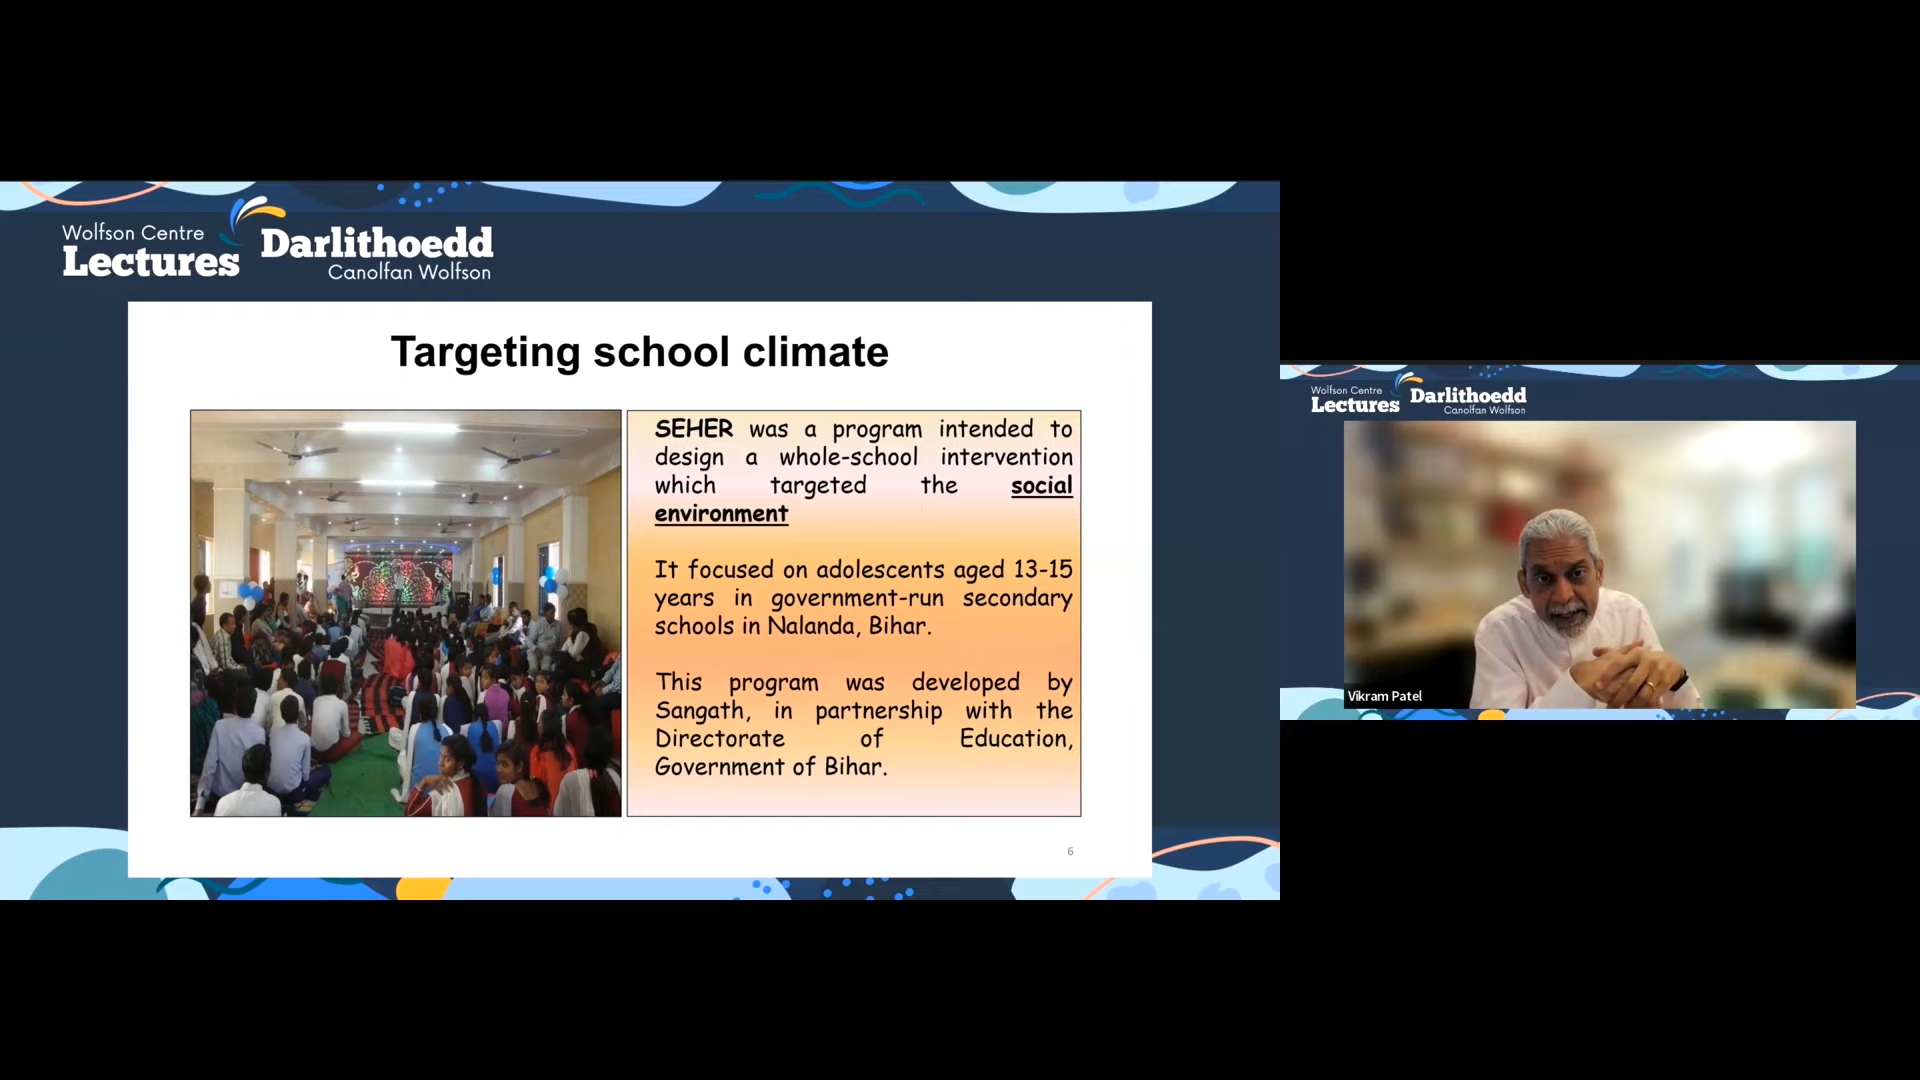 Wolfson Centre
Lectures
Darlithoedd
Canolfan Wolfson
Targeting school climate
SEHER was a program intended to
design a whole-school intervention
which targeted the social
environment
It focused on adolescents aged 13-15
years in government-run secondary
schools in Nalanda, Bihar.
This program was developed by
Sangath, in partnership with the
Directorate of Education,
Government of Bihar.
6
Wolfson Centre
Lectures
Darlithoedd
Canolfan Wolfson
Vikram Patel